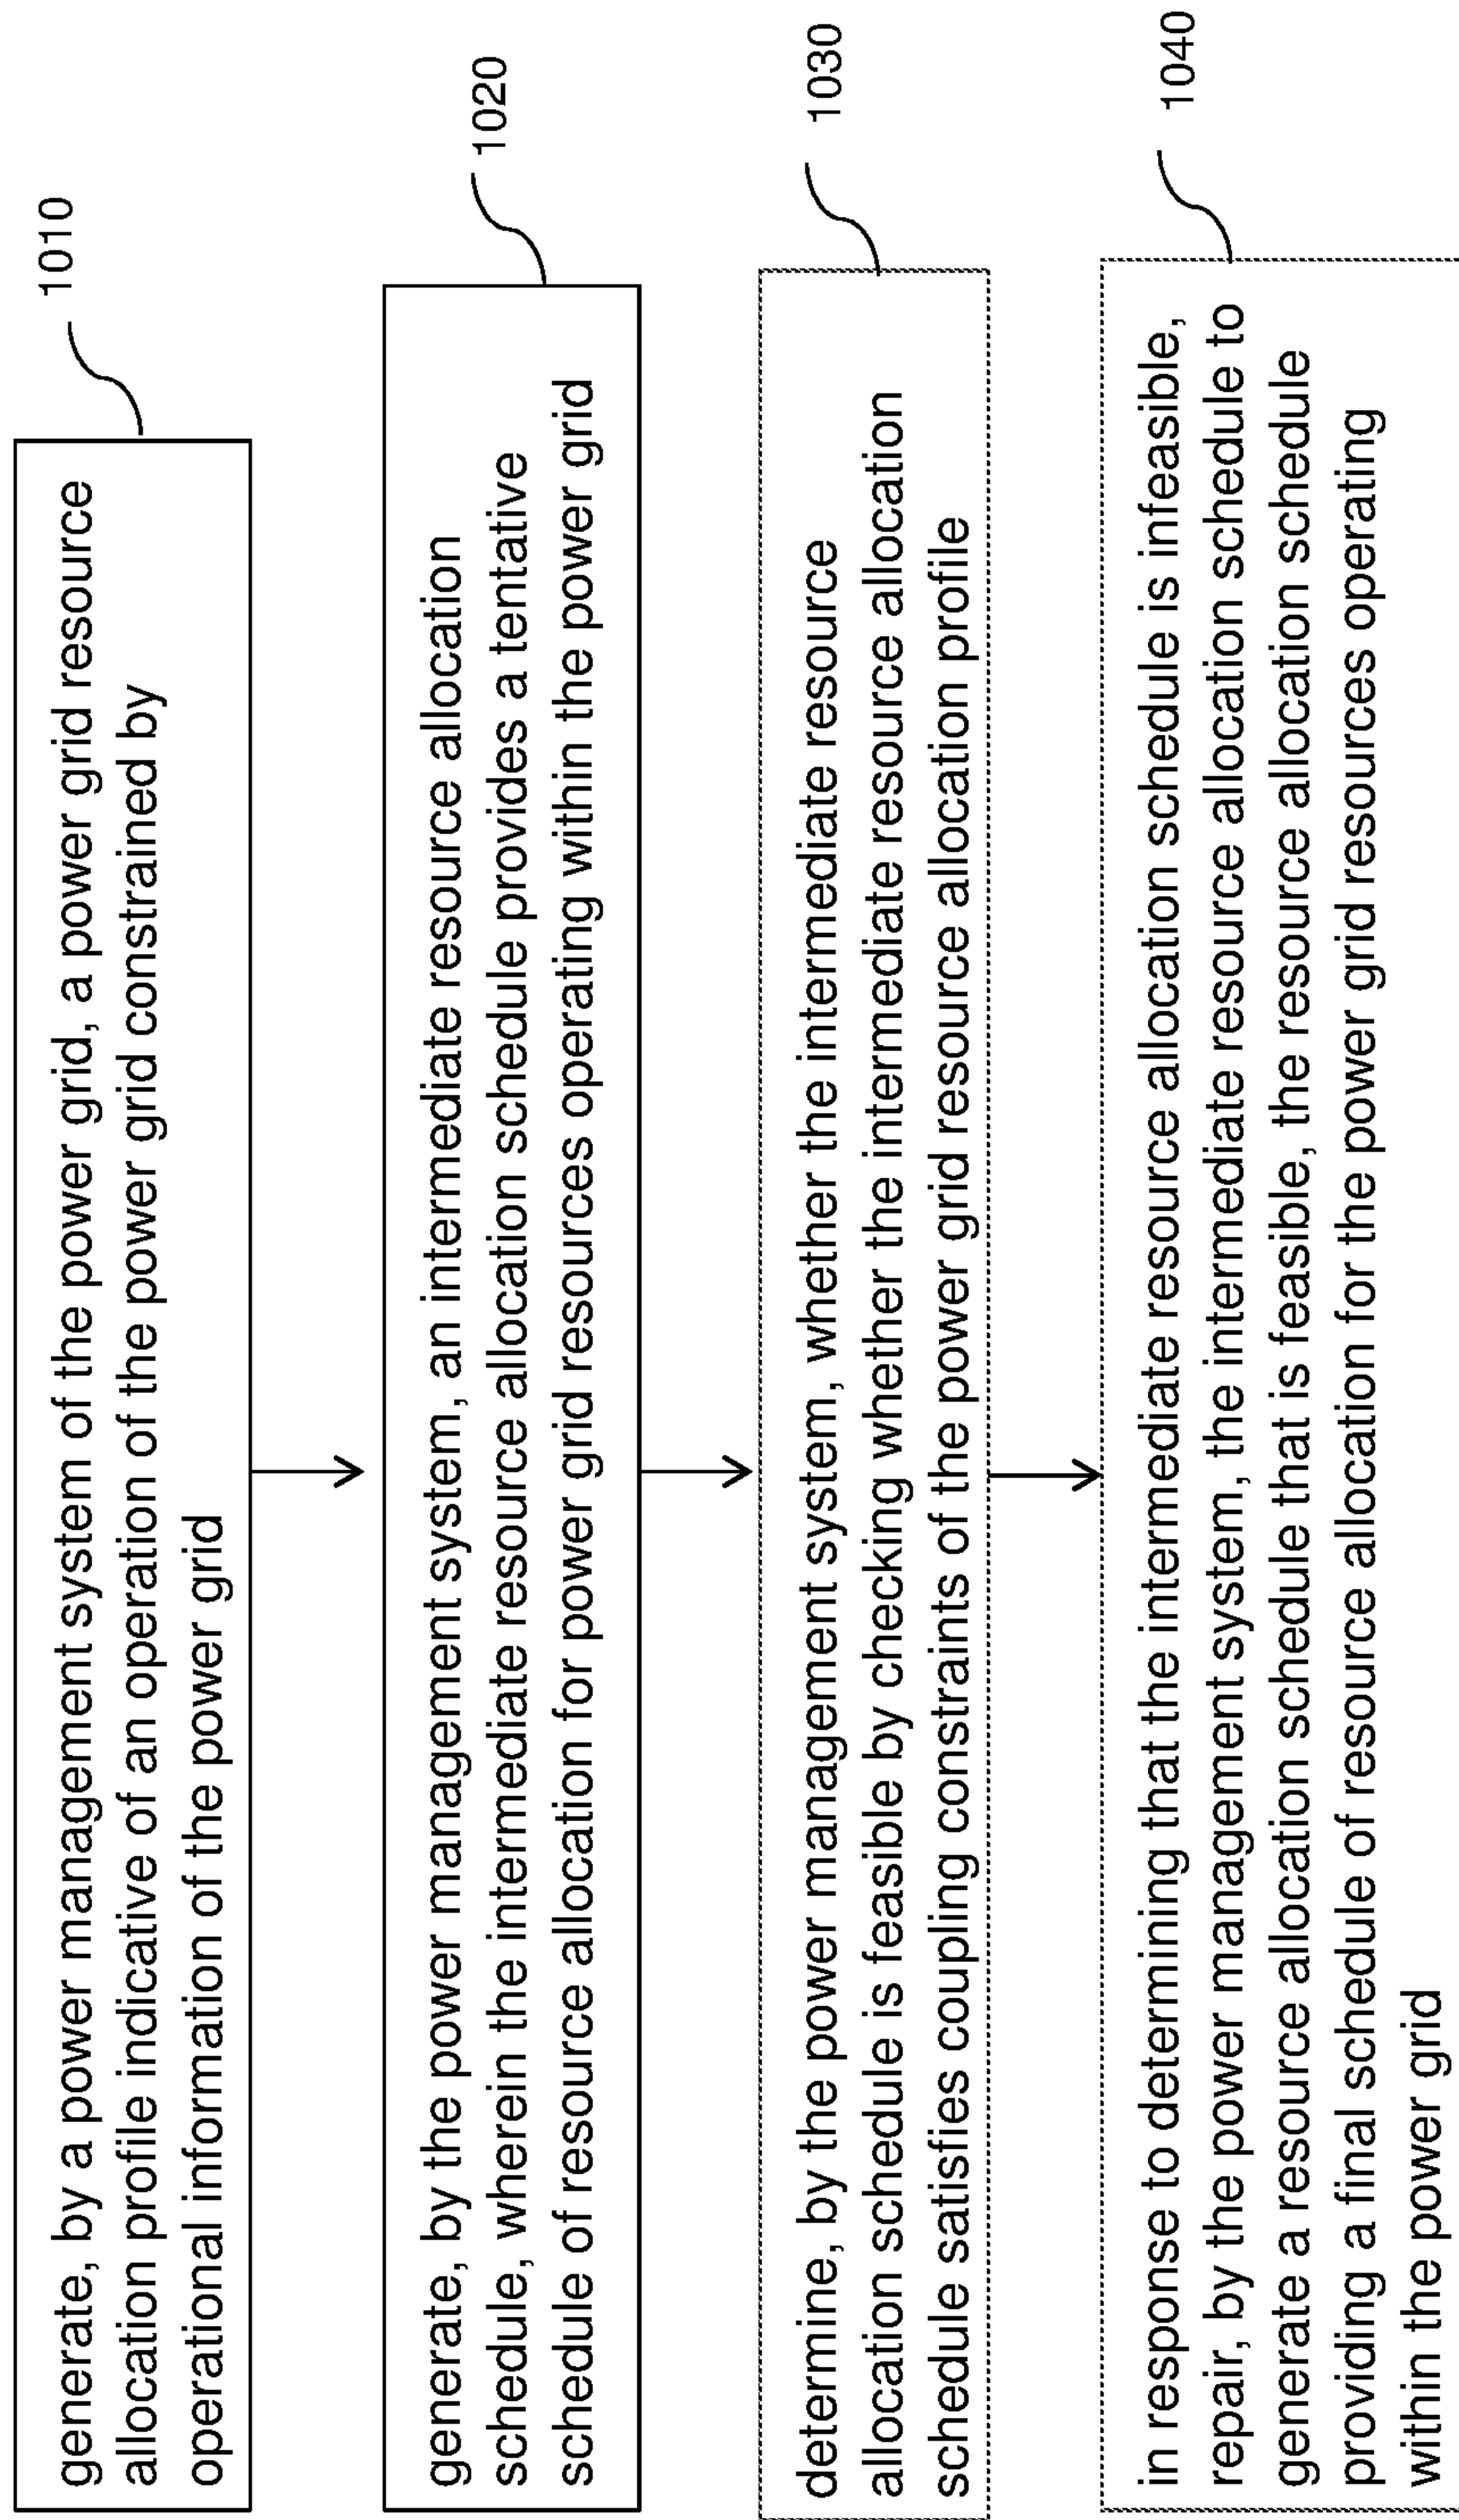 generate, by a power management system of the power grid, a power grid resource
allocation profile indicative of an operation of the power grid constrained by
operational information of the power grid
1010
generate, by the power management system, an intermediate resource allocation
schedule, wherein the intermediate resource allocation schedule provides a tentative
schedule of resource allocation for power grid resources operating within the power grid
1020
determine, by the power management system, whether the intermediate resource
allocation schedule is feasible by checking whether the intermediate resource allocation
schedule satisfies coupling constraints of the power grid resource allocation profile
1030
in response to determining that the intermediate resource allocation schedule is infeasible,
repair, by the power management system, the intermediate resource allocation schedule to
generate a resource allocation schedule that is feasible, the resource allocation schedule
providing a final schedule of resource allocation for the power grid resources operating
within the power grid
1040